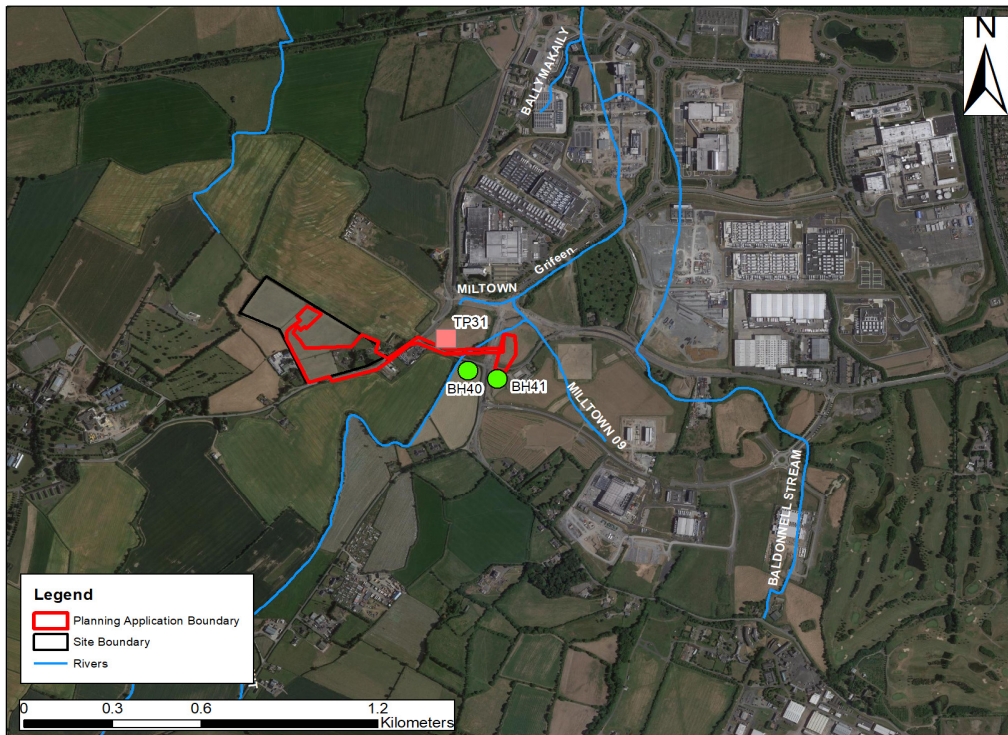 N
BALLYMAKAILY
Grifeen
MILTOWN
TP31
BH40
BH41
MILLTOWN 09
BALDONNELL STREAM
Legend
Planning Application Boundary
Site Boundary
Rivers
0 0.3 0.6 1.2
Kilometers